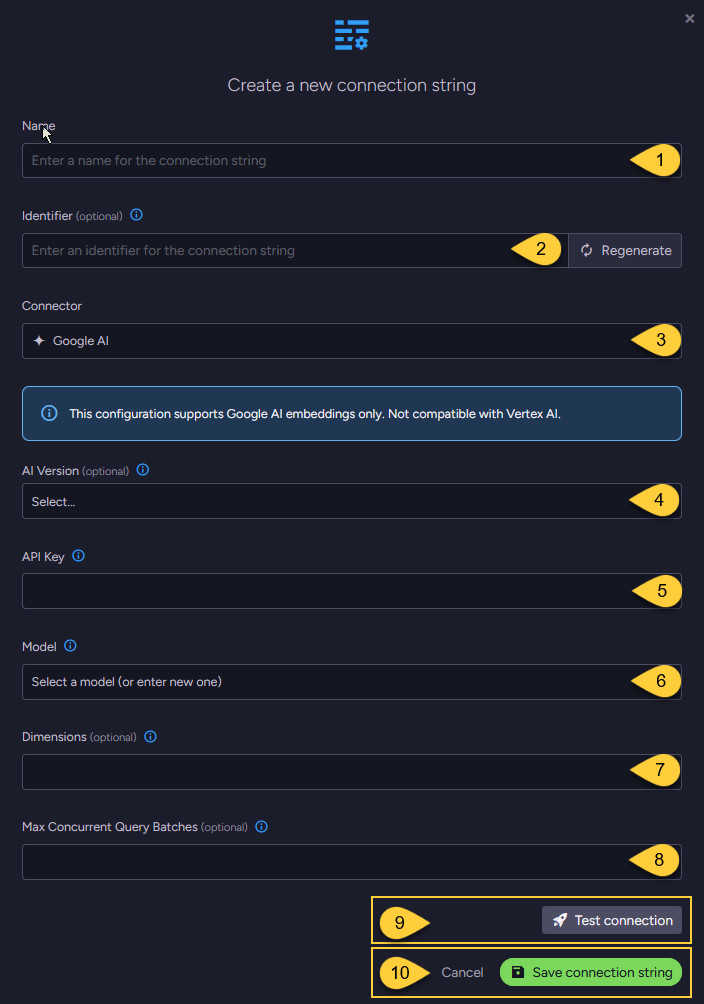 ×
Create a new connection string
Name
Enter a name for the connection string 1
Identifier (optional)
Enter an identifier for the connection string 2 Regenerate
Connector
Google AI 3
This configuration supports Google AI embeddings only. Not compatible with Vertex AI.
AI Version (optional)
Select... 4
API Key
5
Model
Select a model (or enter new one) 6
Dimensions (optional)
7
Max Concurrent Query Batches (optional)
8
9 Test connection
10 Cancel Save connection string